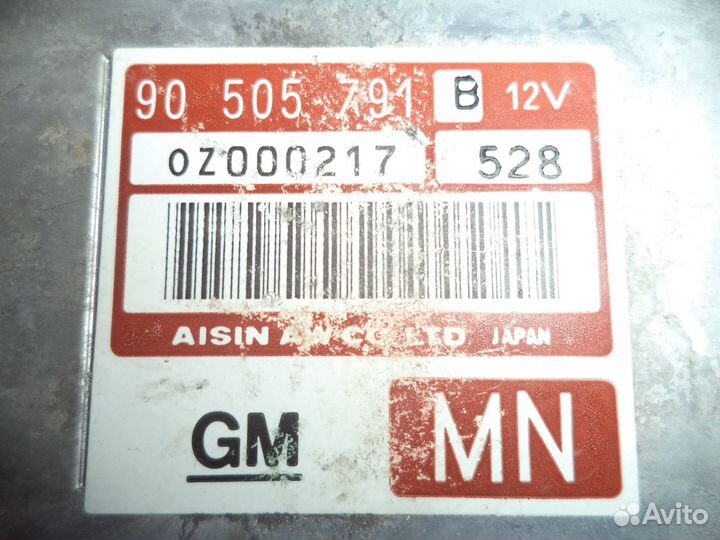 90 505 791 B 12V
0Z000217 528
AISIN AW CO LTD JAPAN
GM MN
Avito